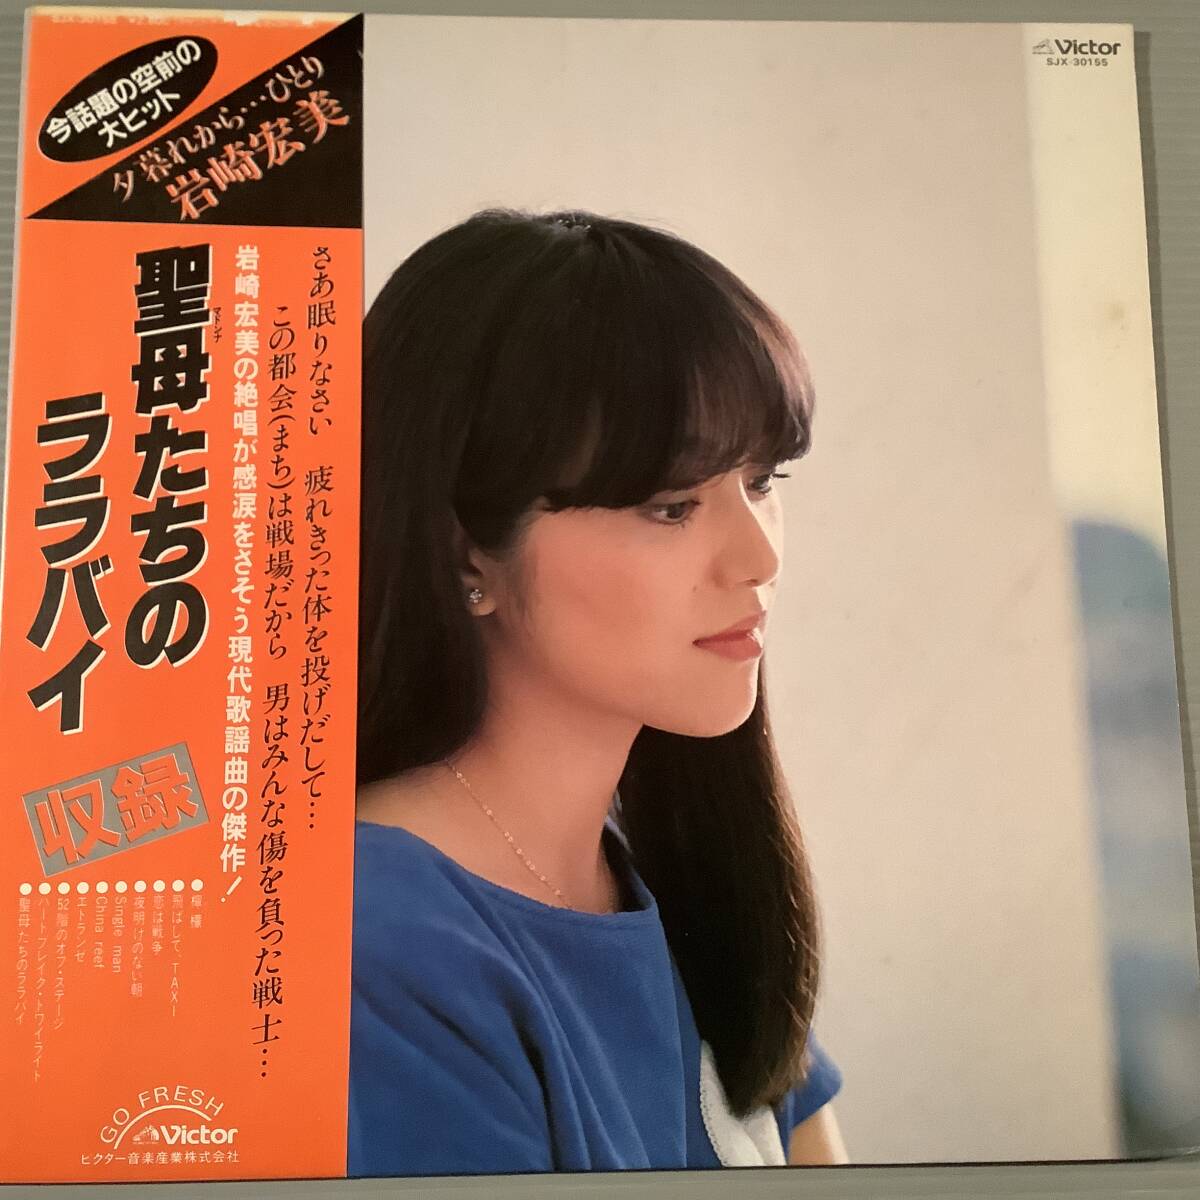 SJX-30155 ¥2,800
今話題の空前の
大ヒット
夕暮れから…ひとり
岩崎宏美
Victor
SJX-30155
さあ眠りなさい　疲れきった体を投げだして…
この都会(まち)は戦場だから　男はみんな傷を負った戦士…
岩崎宏美の絶唱が感涙をさそう現代歌謡曲の傑作!
聖母たちの
マドンナ
ララバイ
収録
●檸檬
●飛ばして、TAXI
●恋は戦争
●夜明けのない朝
●Single man
●China reef
●エトランゼ
●52階のオフ・ステージ
●ハートブレイク・トワイライト
●聖母たちのララバイ
GO FRESH
Victor
ビクター音楽産業株式会社